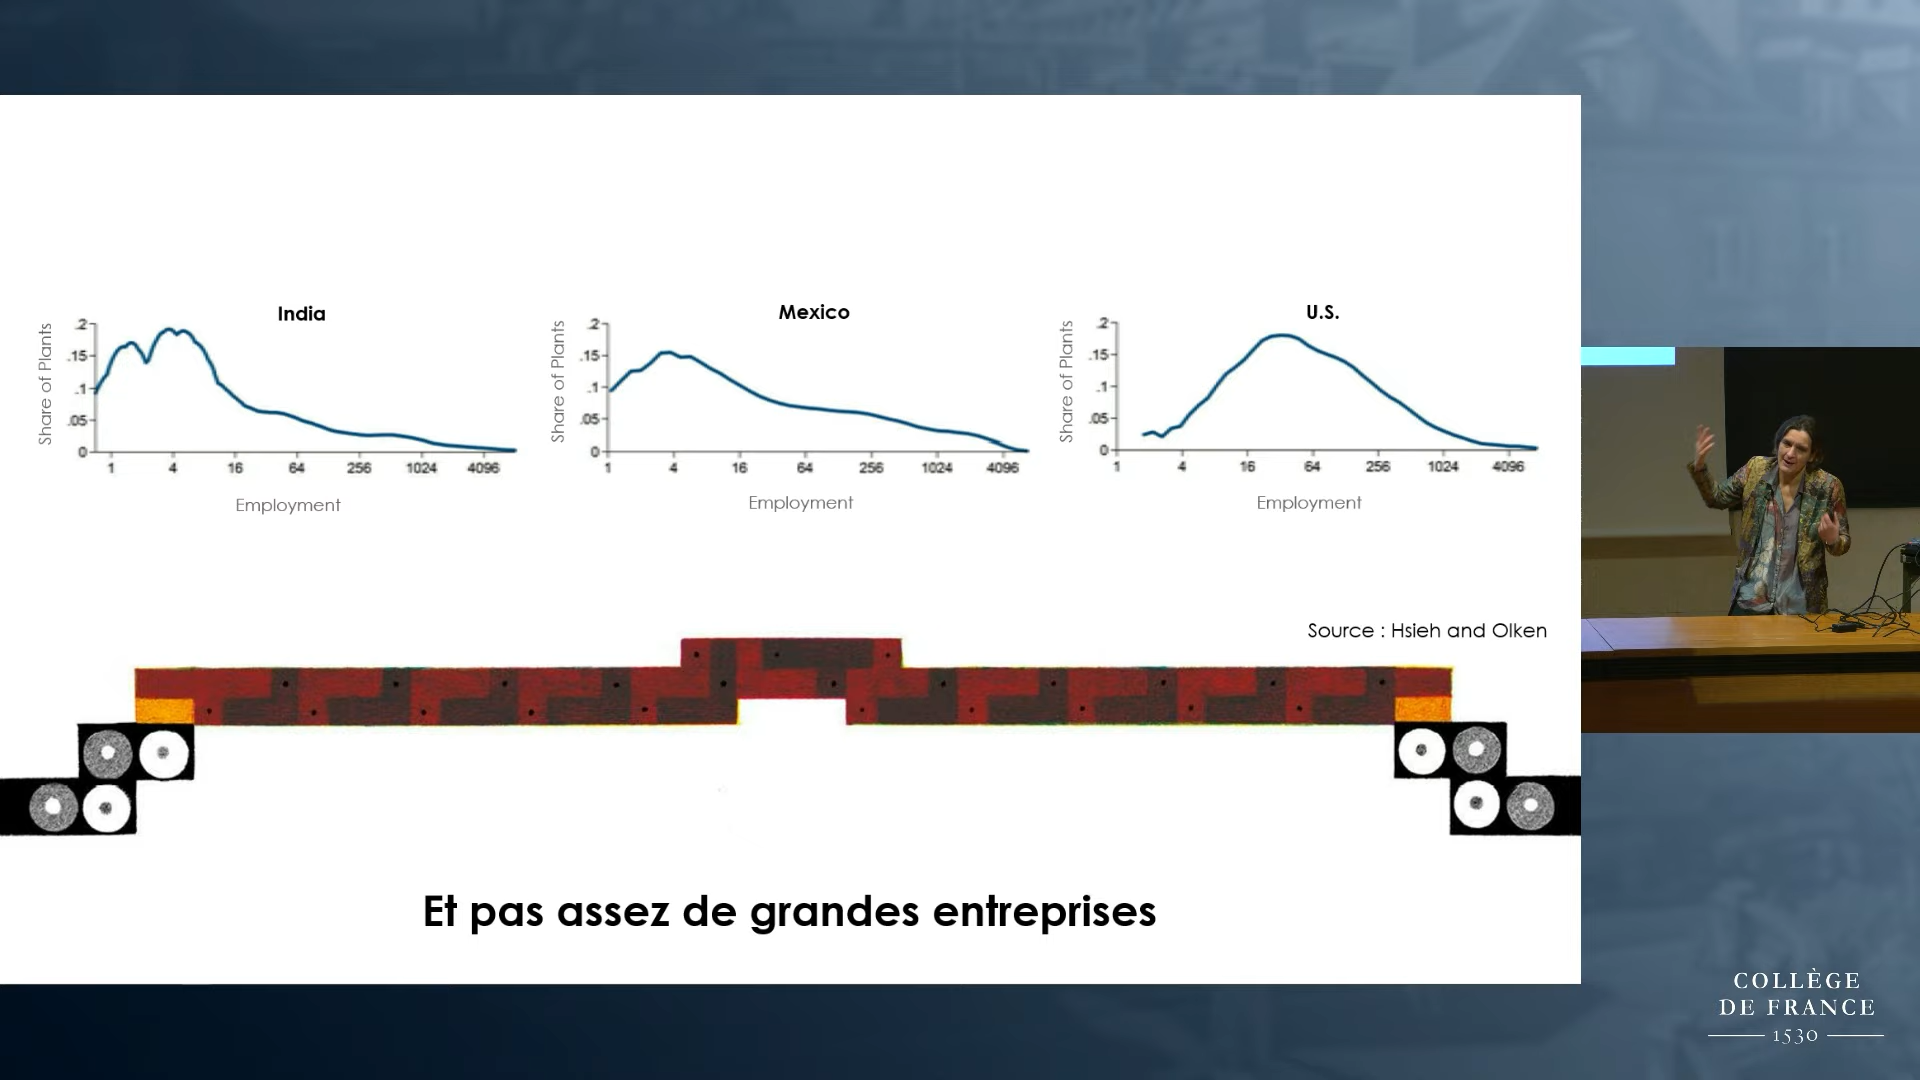 India
Mexico
U.S.
Share of Plants
.2
.15
.1
.05
0
1 4 16 64 256 1024 4096
Employment
Share of Plants
.2
.15
.1
.05
0
1 4 16 64 256 1024 4096
Employment
Share of Plants
.2
.15
.1
.05
0
1 4 16 64 256 1024 4096
Employment
Source : Hsieh and Olken
Et pas assez de grandes entreprises
COLLÈGE
DE FRANCE
1530